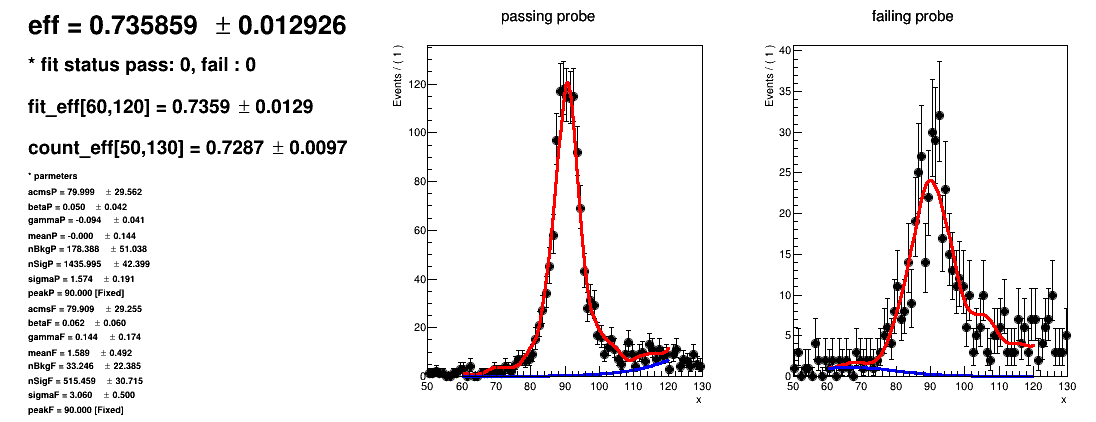 eff = 0.735859 ± 0.012926
* fit status pass: 0, fail : 0
fit_eff[60,120] = 0.7359 ± 0.0129
count_eff[50,130] = 0.7287 ± 0.0097
* parmeters
acmsP = 79.999 ± 29.562
betaP = 0.050 ± 0.042
gammaP = -0.094 ± 0.041
meanP = -0.000 ± 0.144
nBkgP = 178.388 ± 51.038
nSigP = 1435.995 ± 42.399
sigmaP = 1.574 ± 0.191
peakP = 90.000 [Fixed]
acmsF = 79.909 ± 29.255
betaF = 0.062 ± 0.060
gammaF = 0.144 ± 0.174
meanF = 1.589 ± 0.492
nBkgF = 33.246 ± 22.385
nSigF = 515.459 ± 30.715
sigmaF = 3.060 ± 0.500
peakF = 90.000 [Fixed]
passing probe
Events / ( 1 )
120
100
80
60
40
20
0
50 60 70 80 90 100 110 120 130
x
failing probe
Events / ( 1 )
40
35
30
25
20
15
10
5
0
50 60 70 80 90 100 110 120 130
x